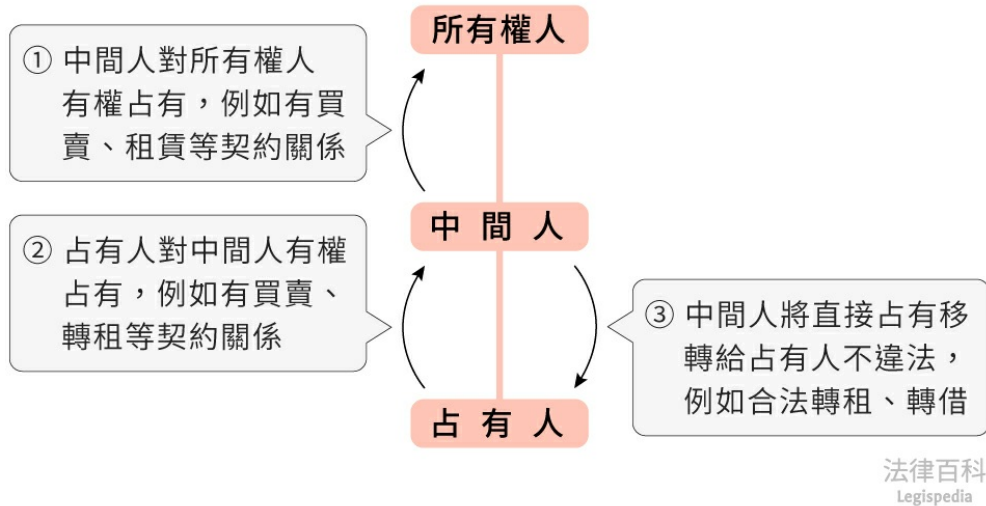 所有權人
① 中間人對所有權人
有權占有，例如有買
賣、租賃等契約關係
中間人
② 占有人對中間人有權
占有，例如有買賣、
轉租等契約關係
③ 中間人將直接占有移
轉給占有人不違法，
例如合法轉租、轉借
占有人
法律百科
Legispedia